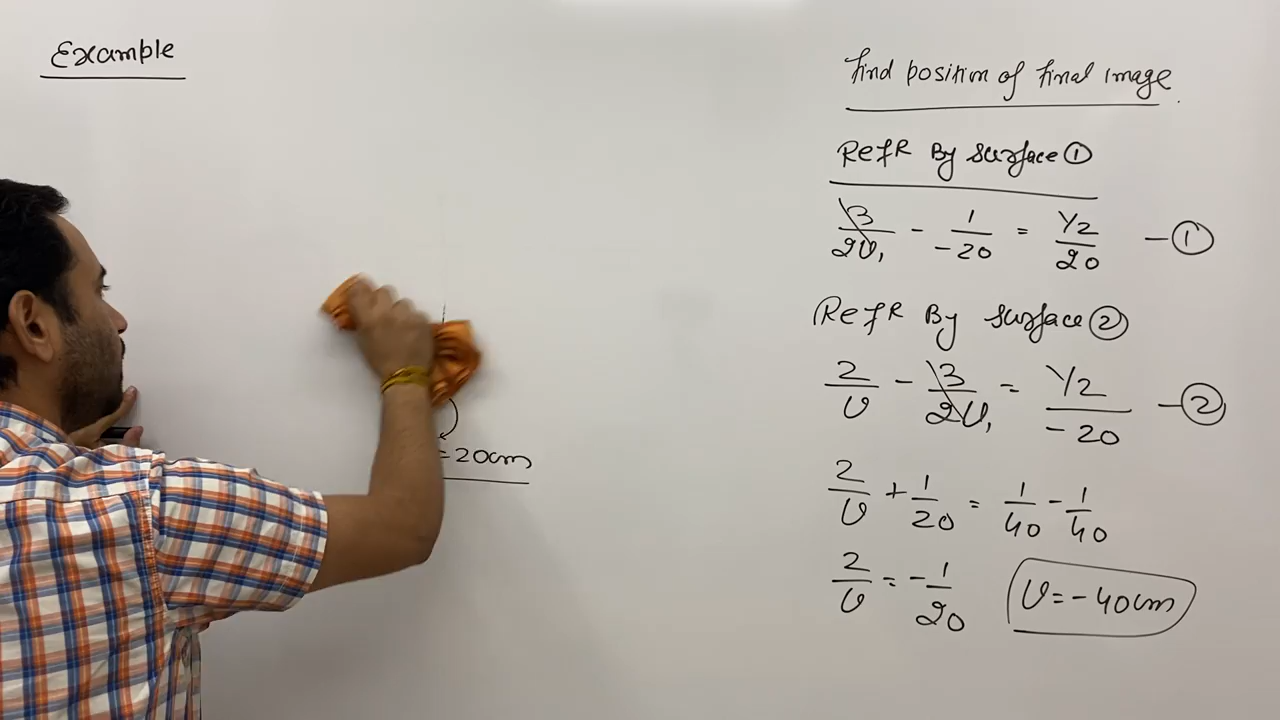 Example
= 20cm
Find position of final image.
RefR By surface ①
3/2υ₁ - 1/-20 = 1/2/20 - ①
RefR By surface ②
2/υ - 3/2υ₁ = 1/2/-20 - ②
2/υ + 1/20 = 1/40 - 1/40
2/υ = - 1/20
υ = - 40cm